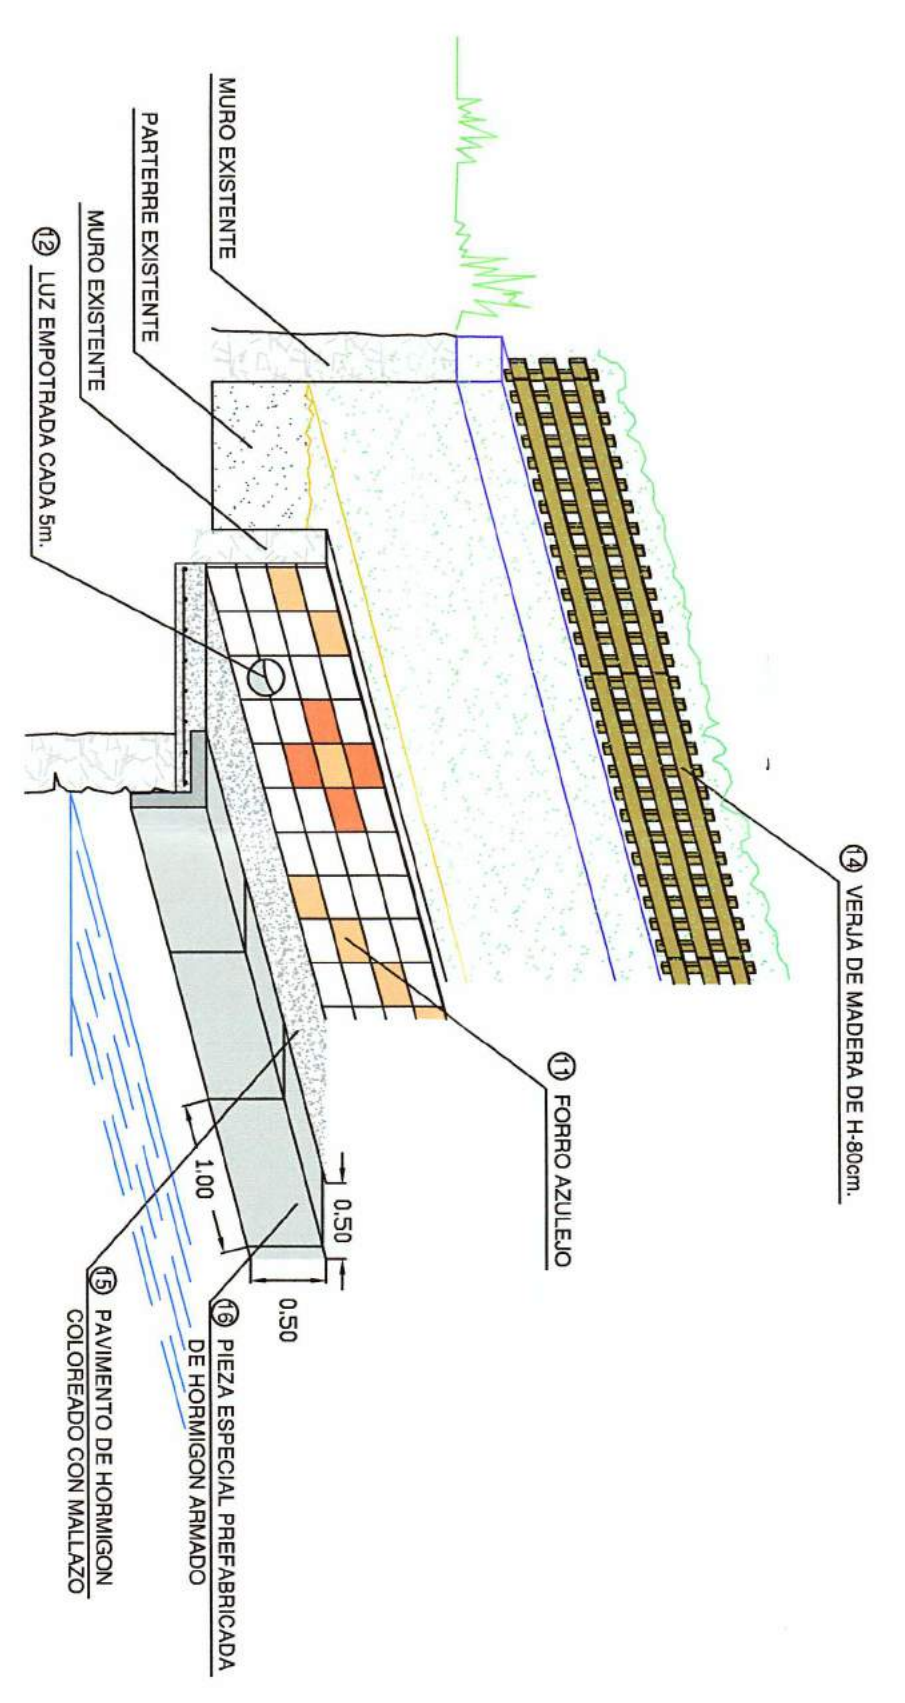 MURO EXISTENTE
PARTERRE EXISTENTE
MURO EXISTENTE
12 LUZ EMPOTRADA CADA 5m.
14 VERJA DE MADERA DE H-80cm.
11 FORRO AZULEJO
0.50
1.00
0.50
16 PIEZA ESPECIAL PREFABRICADA
DE HORMIGON ARMADO
15 PAVIMENTO DE HORMIGON
COLOREADO CON MALLAZO